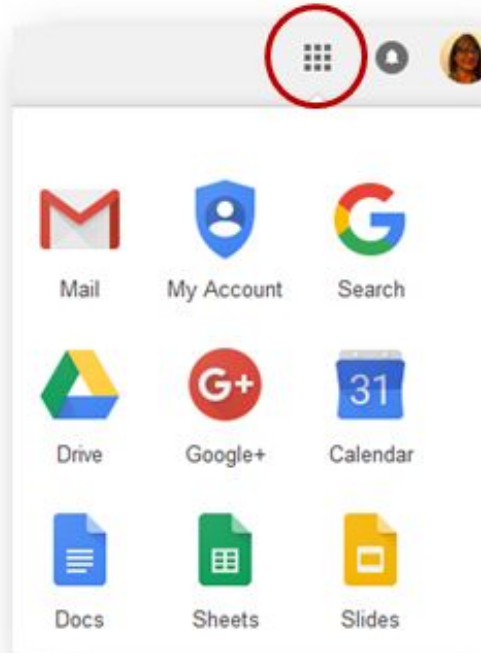 Mail My Account Search
G+ 31
Drive Google+ Calendar
Docs Sheets Slides